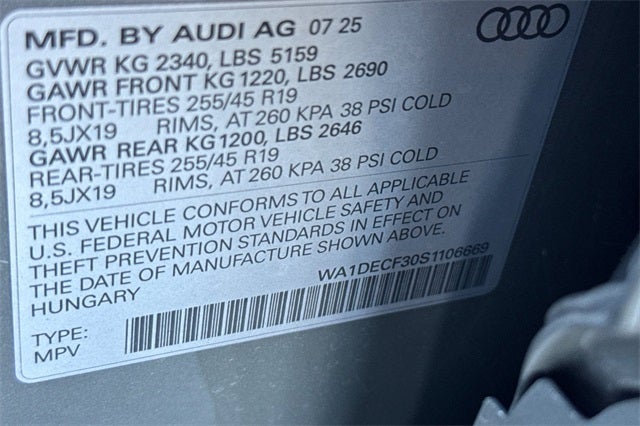 MFD. BY AUDI AG 07 25
GVWR KG 2340, LBS 5159
GAWR FRONT KG 1220, LBS 2690
FRONT-TIRES 255/45 R19
8,5JX19 RIMS, AT 260 KPA 38 PSI COLD
GAWR REAR KG 1200, LBS 2646
REAR-TIRES 255/45 R19
8,5JX19 RIMS, AT 260 KPA 38 PSI COLD
THIS VEHICLE CONFORMS TO ALL APPLICABLE
U.S. FEDERAL MOTOR VEHICLE SAFETY AND
THEFT PREVENTION STANDARDS IN EFFECT ON
THE DATE OF MANUFACTURE SHOWN ABOVE.
HUNGARY
WA1DECF30S1106669
TYPE:
MPV